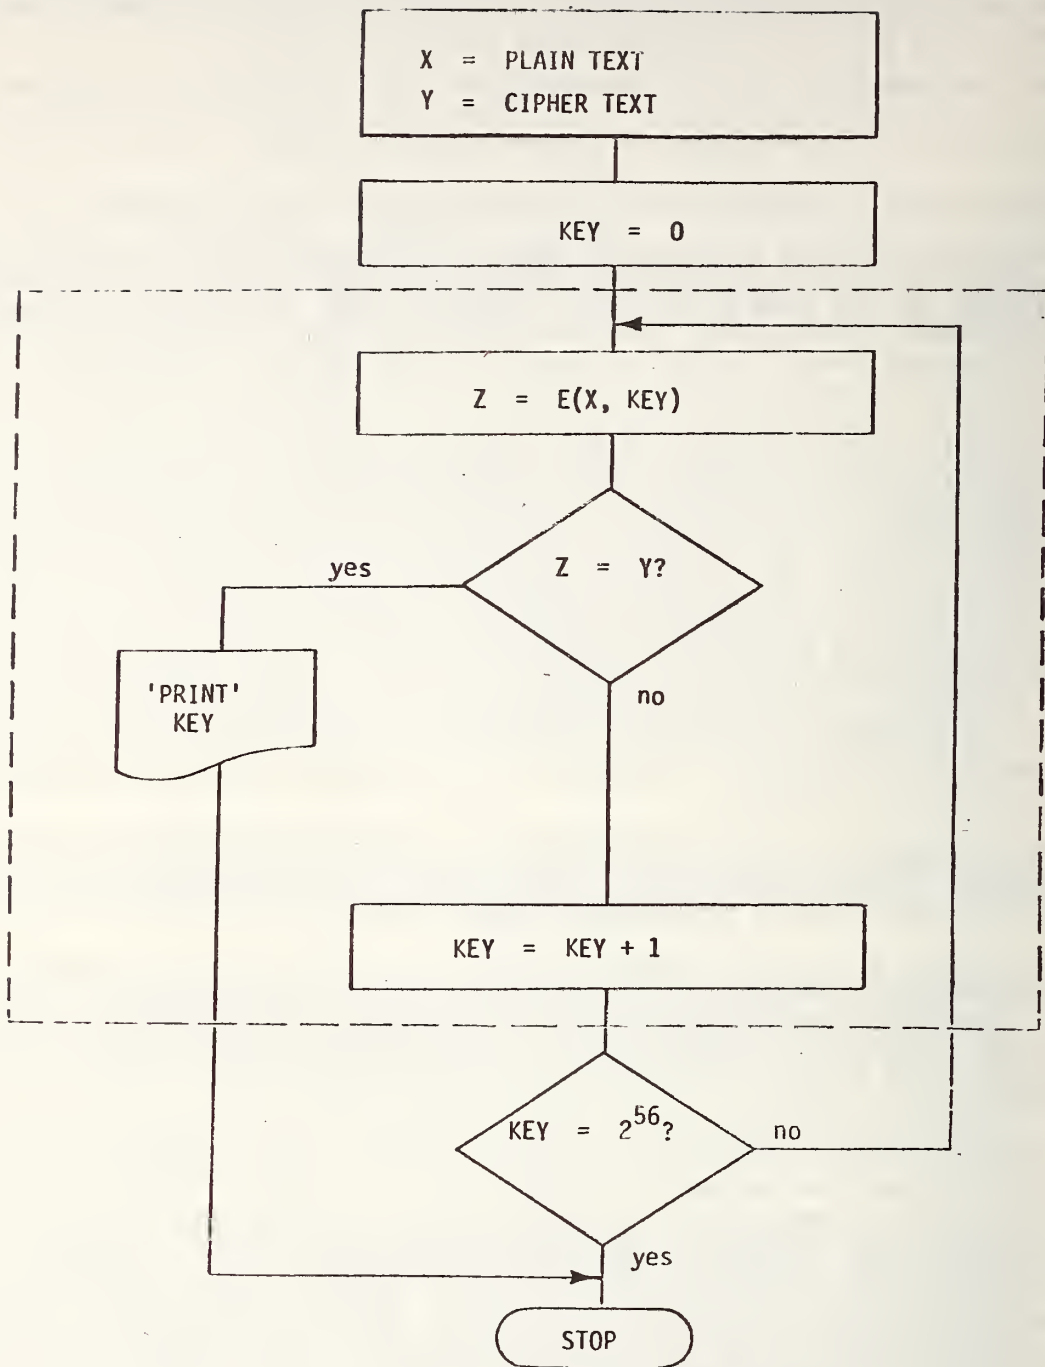 X = PLAIN TEXT
Y = CIPHER TEXT
KEY = 0
Z = E(X, KEY)
Z = Y?
yes
no
'PRINT'
KEY
KEY = KEY + 1
KEY = 2^56?
no
yes
STOP